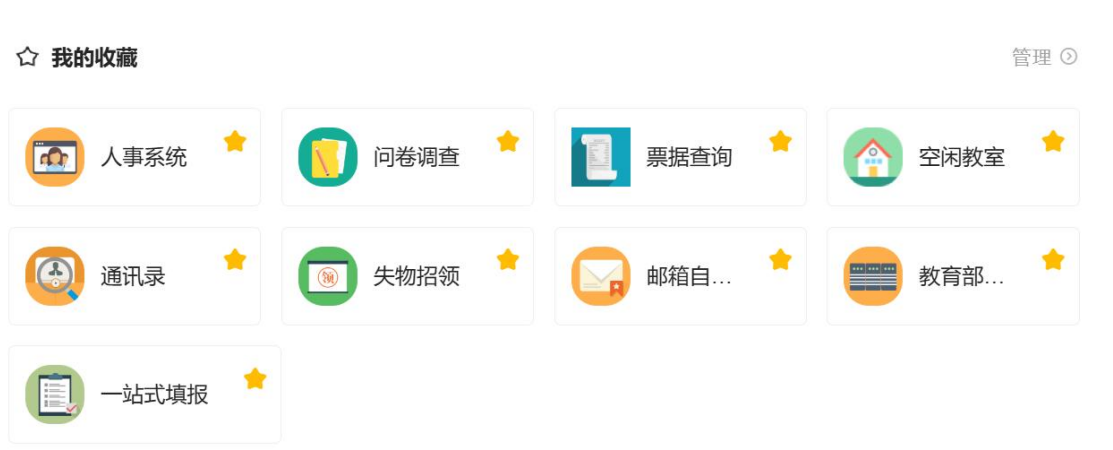 我的收藏
管理
人事系统
问卷调查
票据查询
空闲教室
通讯录
失物招领
邮箱自...
教育部...
一站式填报